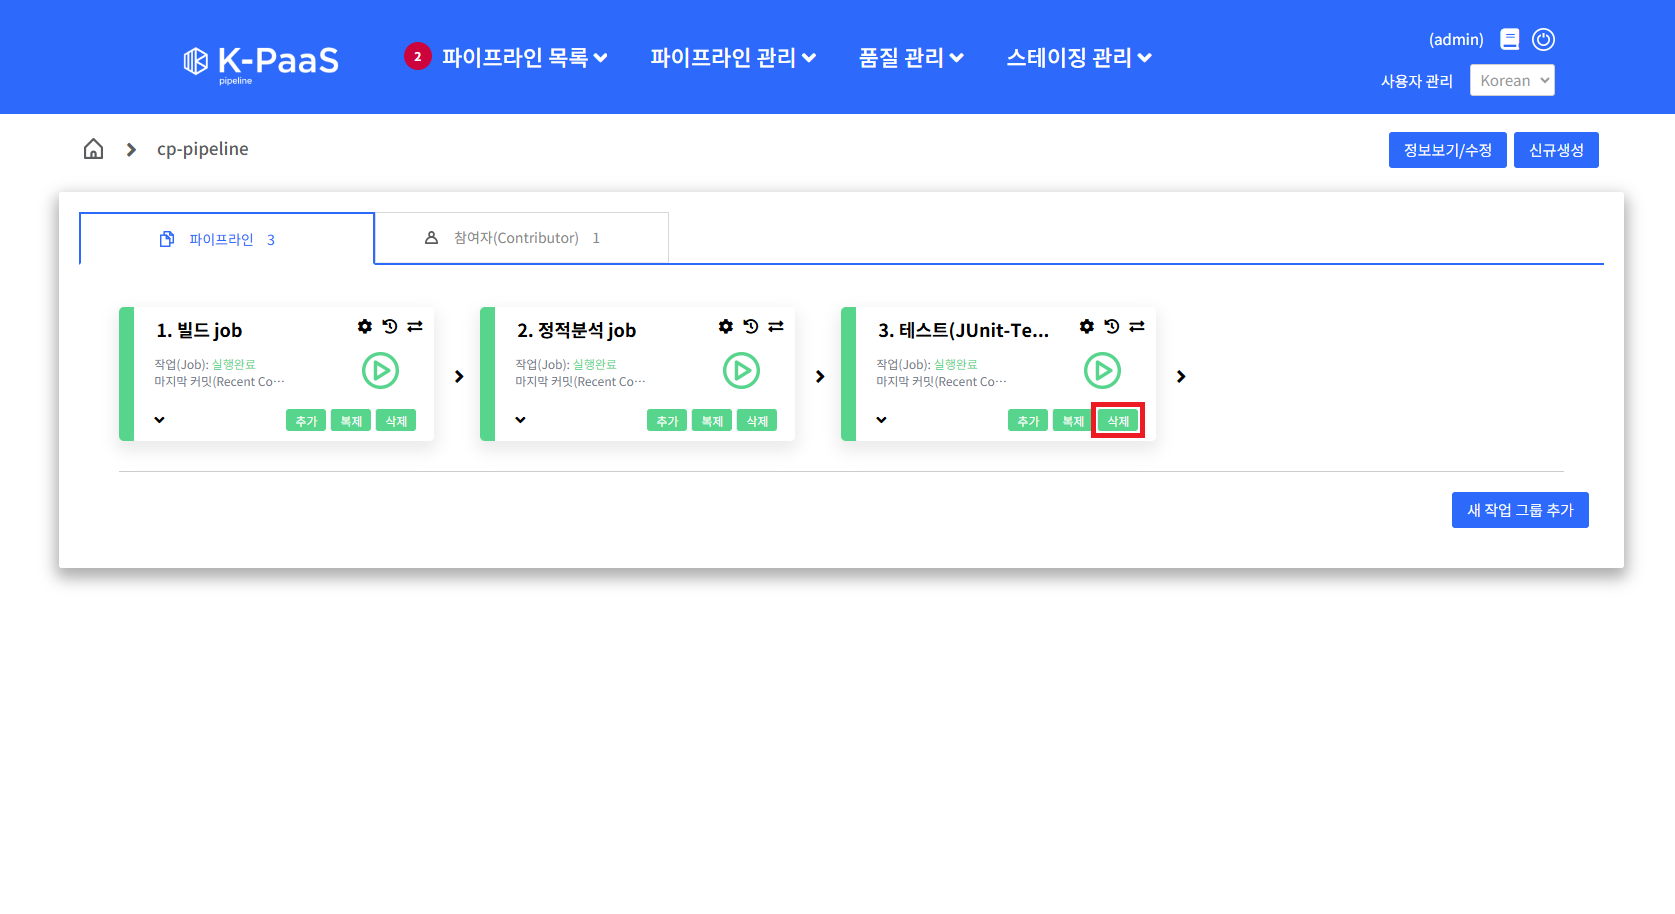 K-PaaS
pipeline
2 파이프라인 목록
파이프라인 관리
품질 관리
스테이징 관리
(admin)
사용자 관리
Korean
cp-pipeline
정보보기/수정
신규생성
파이프라인 3
참여자(Contributor) 1
1. 빌드 job
작업(Job): 실행완료
마지막 커밋(Recent Co…
추가 복제 삭제
2. 정적분석 job
작업(Job): 실행완료
마지막 커밋(Recent Co…
추가 복제 삭제
3. 테스트(JUnit-Te...
작업(Job): 실행완료
마지막 커밋(Recent Co…
추가 복제 삭제
새 작업 그룹 추가